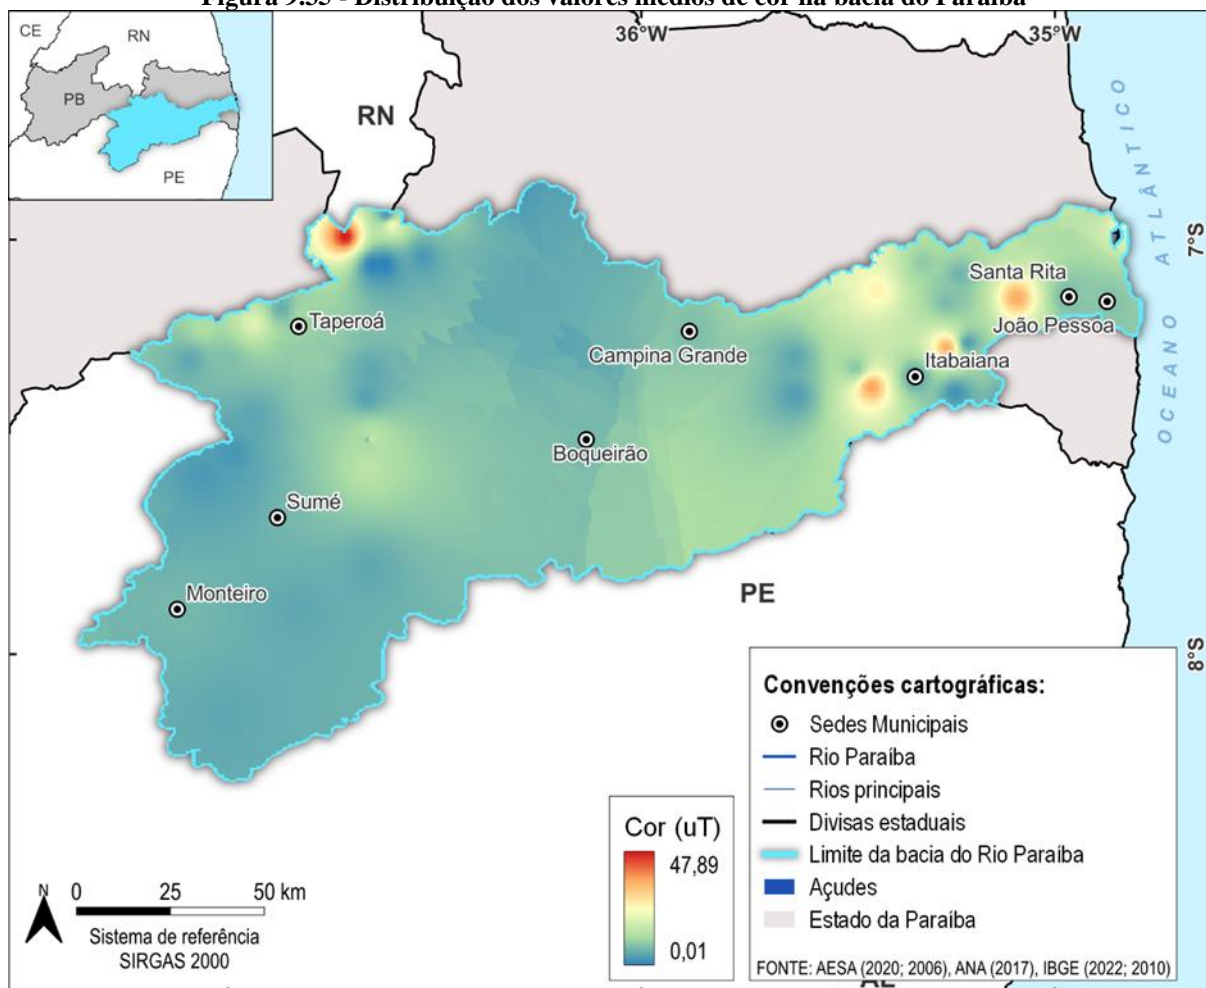 Figura 9.55 - Distribuição dos valores médios de cor na bacia do Paraíba
36°W
35°W
CE
RN
PB
PE
RN
OCEANO ATLÂNTICO
7°S
Santa Rita
João Pessoa
Taperoá
Campina Grande
Itabaiana
Boqueirão
Sumé
Monteiro
PE
8°S
Convenções cartográficas:
Sedes Municipais
Rio Paraíba
Rios principais
Divisas estaduais
Limite da bacia do Rio Paraíba
Açudes
Estado da Paraíba
FONTE: AESA (2020; 2006), ANA (2017), IBGE (2022; 2010)
Cor (uT)
47,89
0,01
N
0 25 50 km
Sistema de referência
SIRGAS 2000